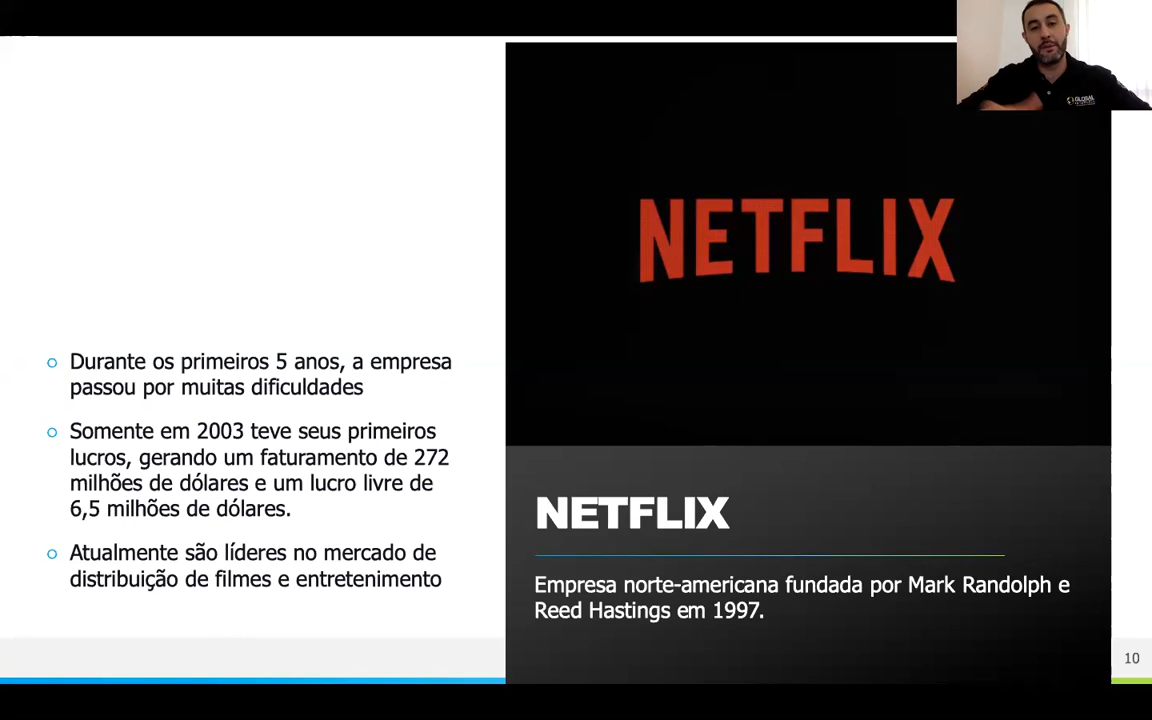 GLOBAL
NETFLIX
Durante os primeiros 5 anos, a empresa
passou por muitas dificuldades
Somente em 2003 teve seus primeiros
lucros, gerando um faturamento de 272
milhões de dólares e um lucro livre de
6,5 milhões de dólares.
Atualmente são líderes no mercado de
distribuição de filmes e entretenimento
NETFLIX
Empresa norte-americana fundada por Mark Randolph e
Reed Hastings em 1997.
10